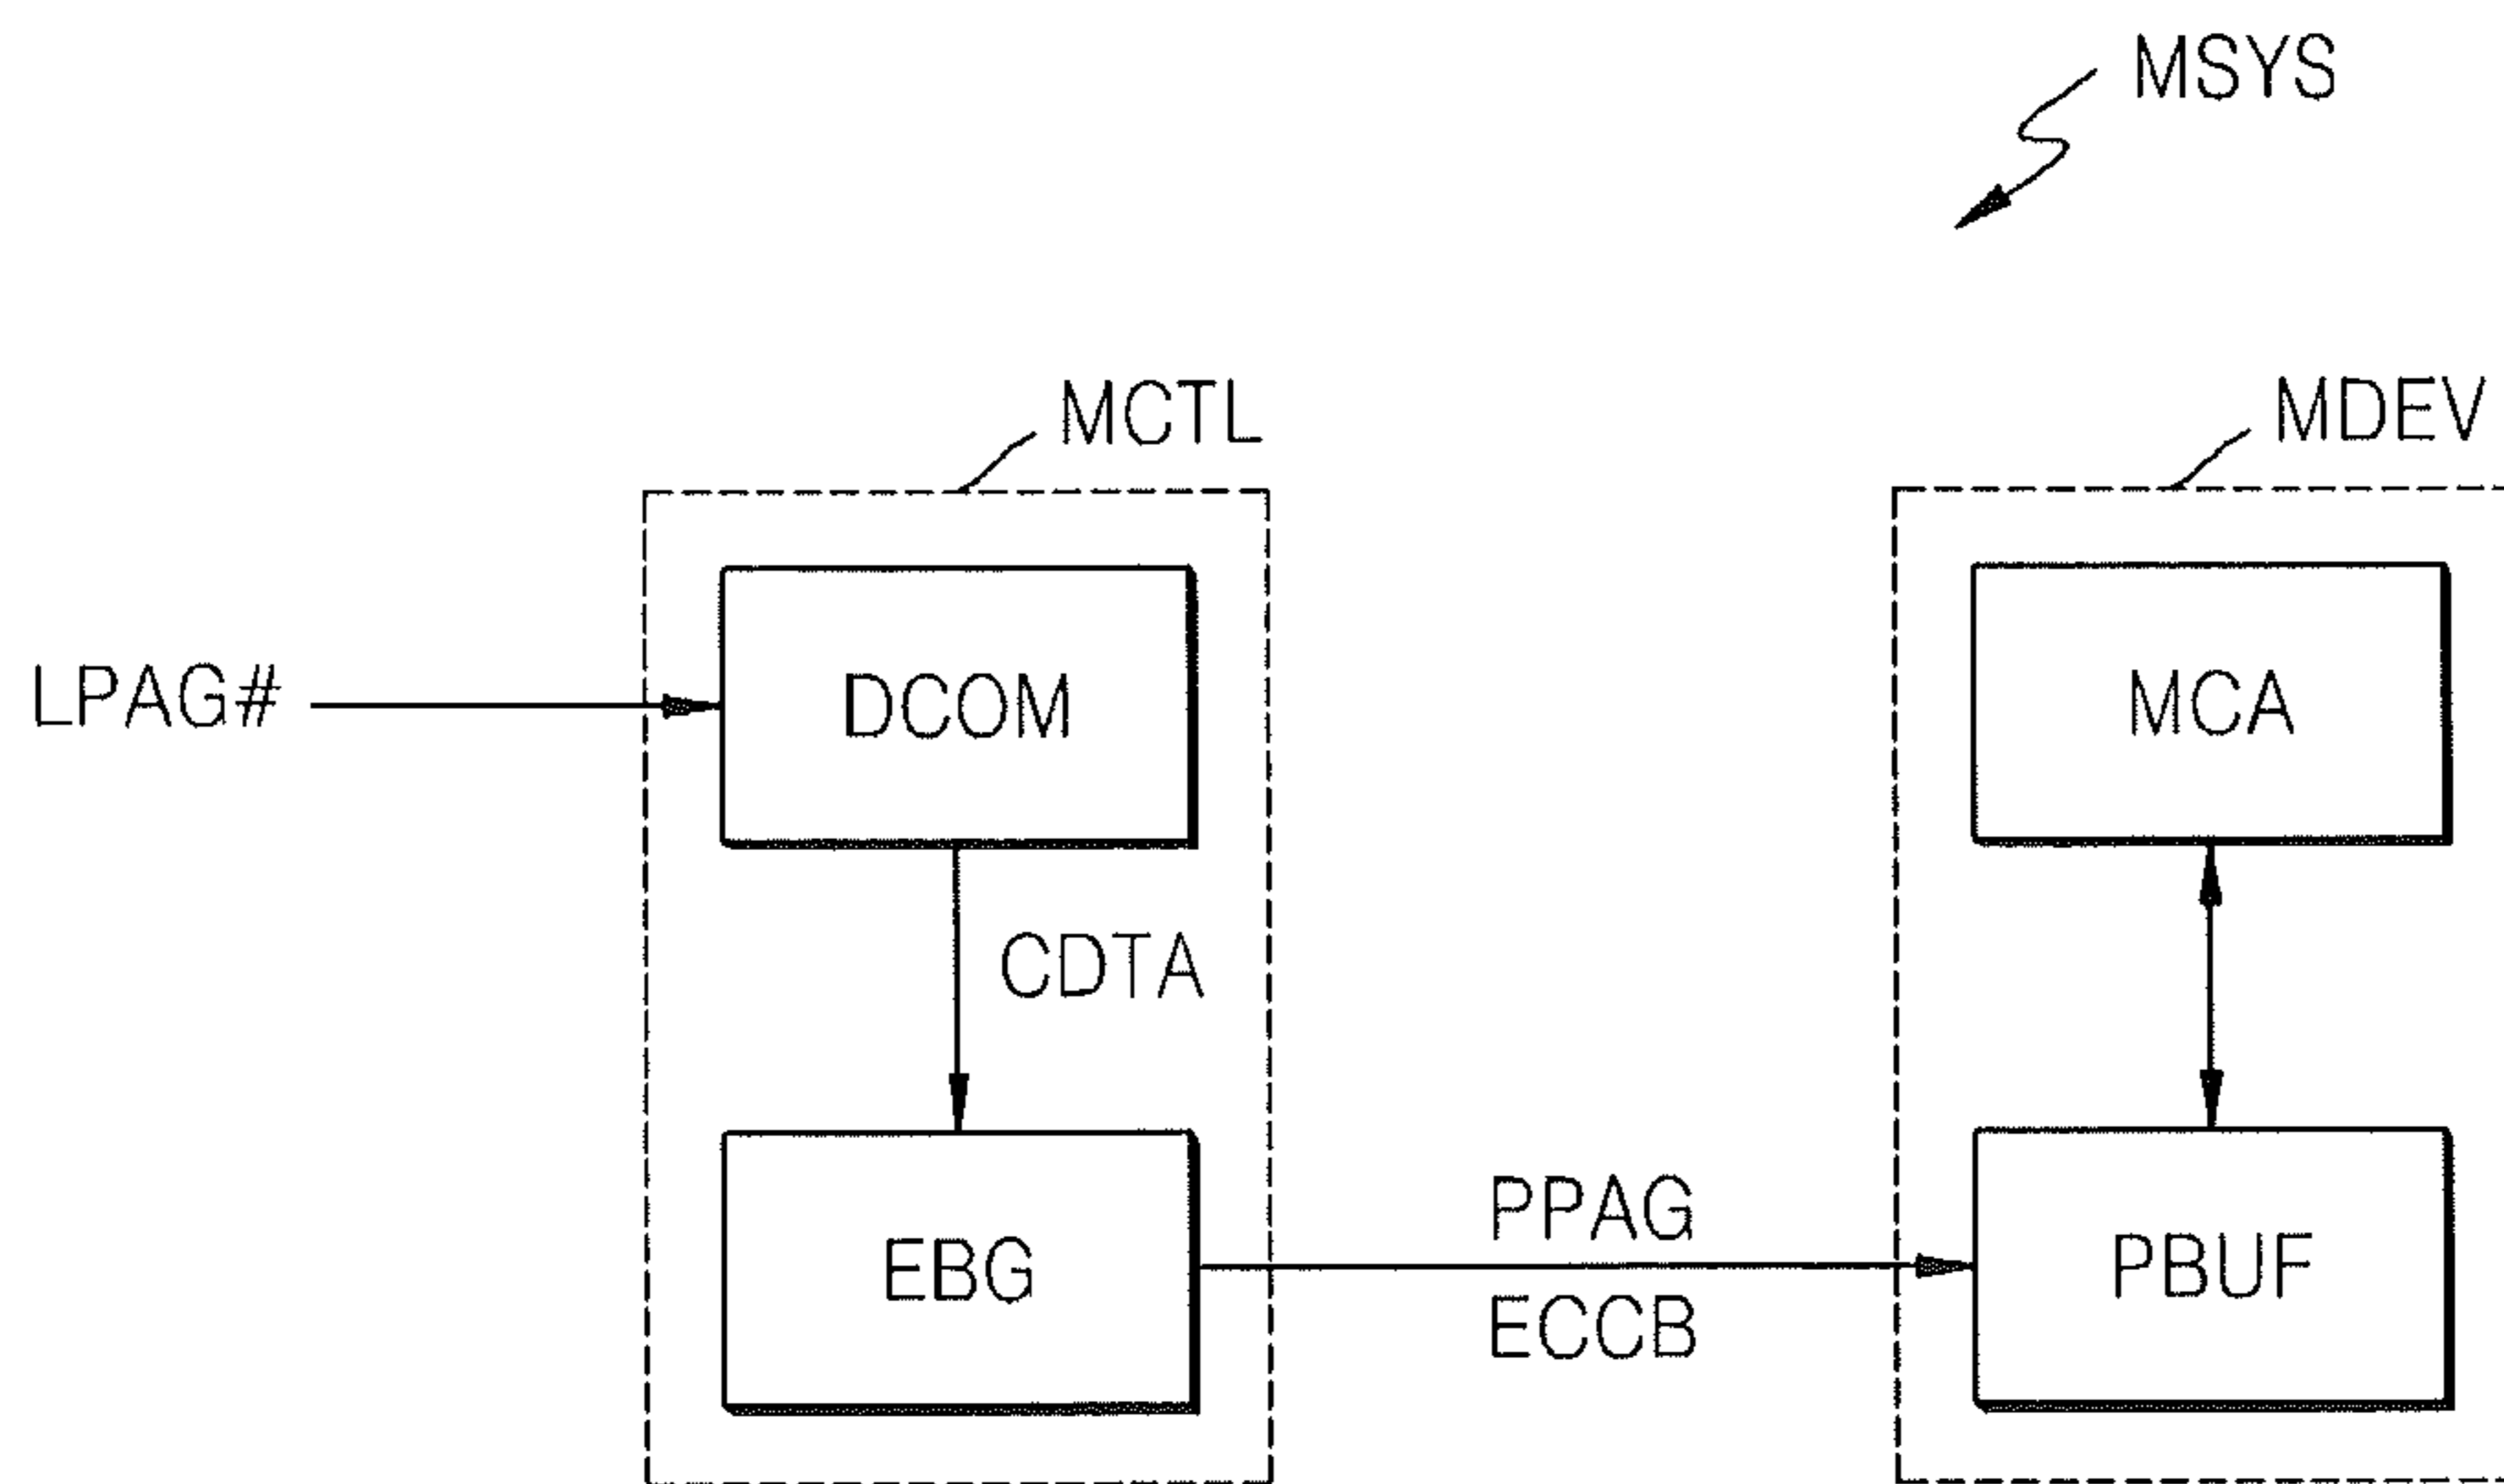 MSYS
MCTL
MDEV
LPAG#
DCOM
MCA
CDTA
EBG
PPAG
ECCB
PBUF